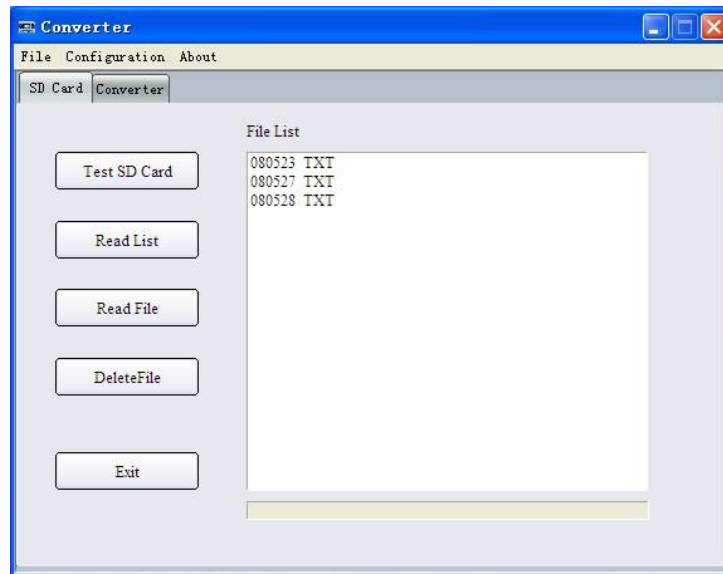 Converter
File Configuration About
SD Card Converter
File List
Test SD Card
080523 TXT
080527 TXT
080528 TXT
Read List
Read File
DeleteFile
Exit